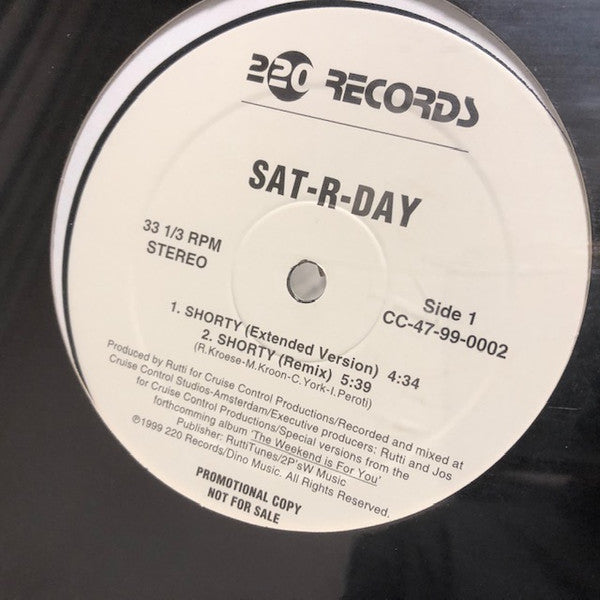 220 RECORDS
SAT-R-DAY
33 1/3 RPM
STEREO
Side 1
CC-47-99-0002
1. SHORTY (Extended Version) 4:34
2. SHORTY (Remix) 5:39
(R.Kroese-M.Kroon-C.York-I.Peroti)
Produced by Rutti for Cruise Control Productions/Recorded and mixed at
Cruise Control Studios-Amsterdam/Executive producers; Rutti and Jos
for Cruise Control Productions/Special versions from the
forthcomming album 'The Weekend is For You'
Publisher: RuttiTunes/2P'sW Music
℗1999 220 Records/Dino Music. All Rights Reserved.
PROMOTIONAL COPY
NOT FOR SALE